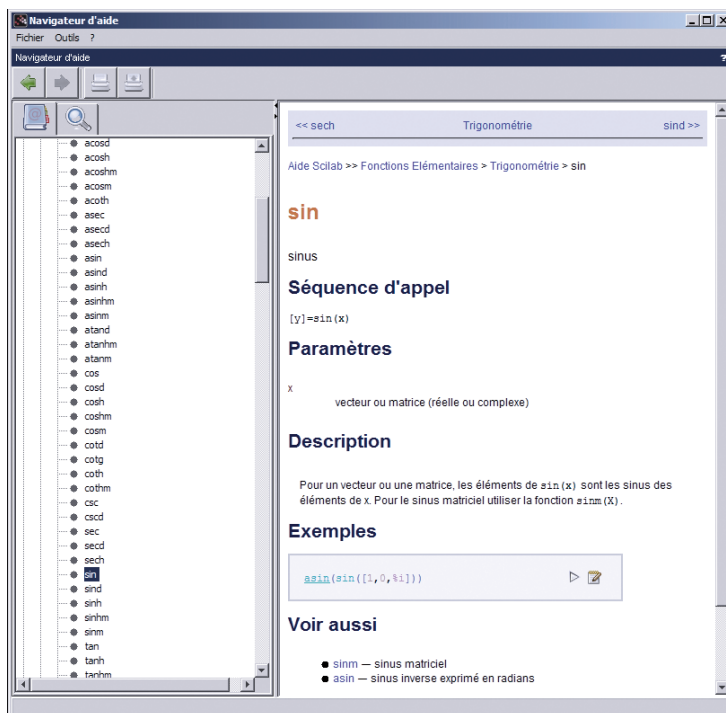 Navigateur d'aide
Fichier Outils ?
Navigateur d'aide ?
acosd
acosh
acoshm
acosm
acoth
asec
asecd
asech
asin
asind
asinh
asinhm
asinm
atand
atanhm
atanm
cos
cosd
cosh
coshm
cosm
cotd
cotg
coth
cothm
csc
cscd
sec
secd
sech
sin
sind
sinh
sinhm
sinm
tan
tanh
tanhm
<< sech Trigonométrie sind >>
Aide Scilab >> Fonctions Elémentaires > Trigonométrie > sin
sin
sinus
Séquence d'appel
[y]=sin(x)
Paramètres
x
vecteur ou matrice (réelle ou complexe)
Description
Pour un vecteur ou une matrice, les éléments de sin(x) sont les sinus des
éléments de x. Pour le sinus matriciel utiliser la fonction sinm(X).
Exemples
asin(sin([1,0,%i]))
Voir aussi
● sinm — sinus matriciel
● asin — sinus inverse exprimé en radians